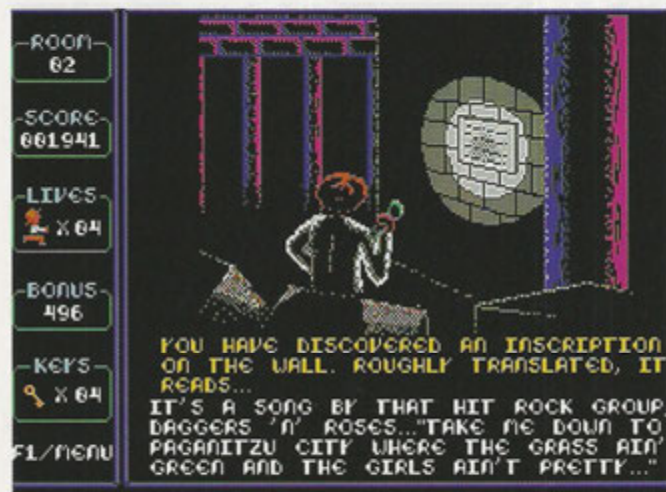 ROOM
02
SCORE
001941
LIVES
X 04
BONUS
496
KEYS
X 04
F1/MENU
YOU HAVE DISCOVERED AN INSCRIPTION
ON THE WALL. ROUGHLY TRANSLATED, IT
READS...
IT'S A SONG BY THAT HIT ROCK GROUP
DAGGERS 'N' ROSES..."TAKE ME DOWN TO
PAGANITZU CITY WHERE THE GRASS AIN'
GREEN AND THE GIRLS AIN'T PRETTY..."